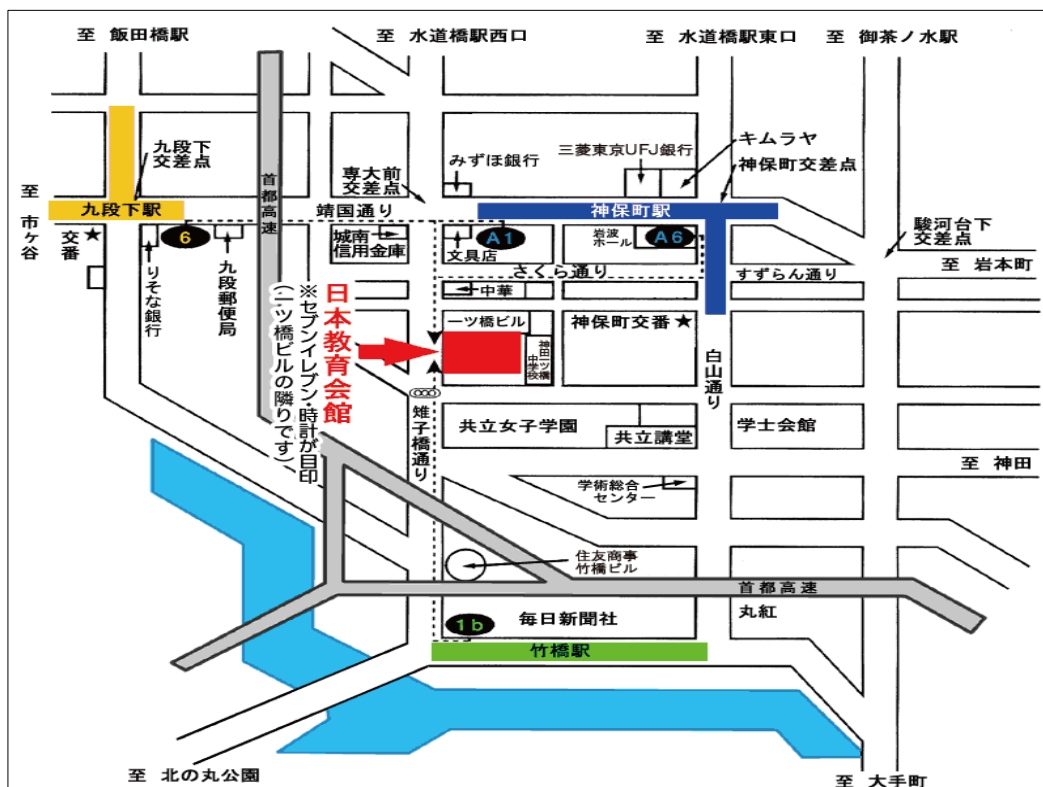 至 飯田橋駅
至 水道橋駅西口
至 水道橋駅東口
至 御茶ノ水駅
九段下
交差点
首都高速
専大前
交差点
みずほ銀行
三菱東京UFJ銀行
キムラヤ
神保町交差点
至 市ヶ谷
九段下駅
靖国通り
神保町駅
交番★
6
りそな銀行
九段郵便局
城南
信用金庫
文具店
A1
岩波
ホール
A6
駿河台下
交差点
さくら通り
すずらん通り
至 岩本町
中華
日本教育会館
※セブンイレブン・時計が目印
(一ツ橋ビルの隣りです)
一ツ橋ビル
神田一ツ橋
中学校
神保町交番★
白山通り
雉子橋通り
共立女子学園
共立講堂
学士会館
至 神田
学術総合
センター
住友商事
竹橋ビル
首都高速
1b
毎日新聞社
丸紅
竹橋駅
至 北の丸公園
至 大手町